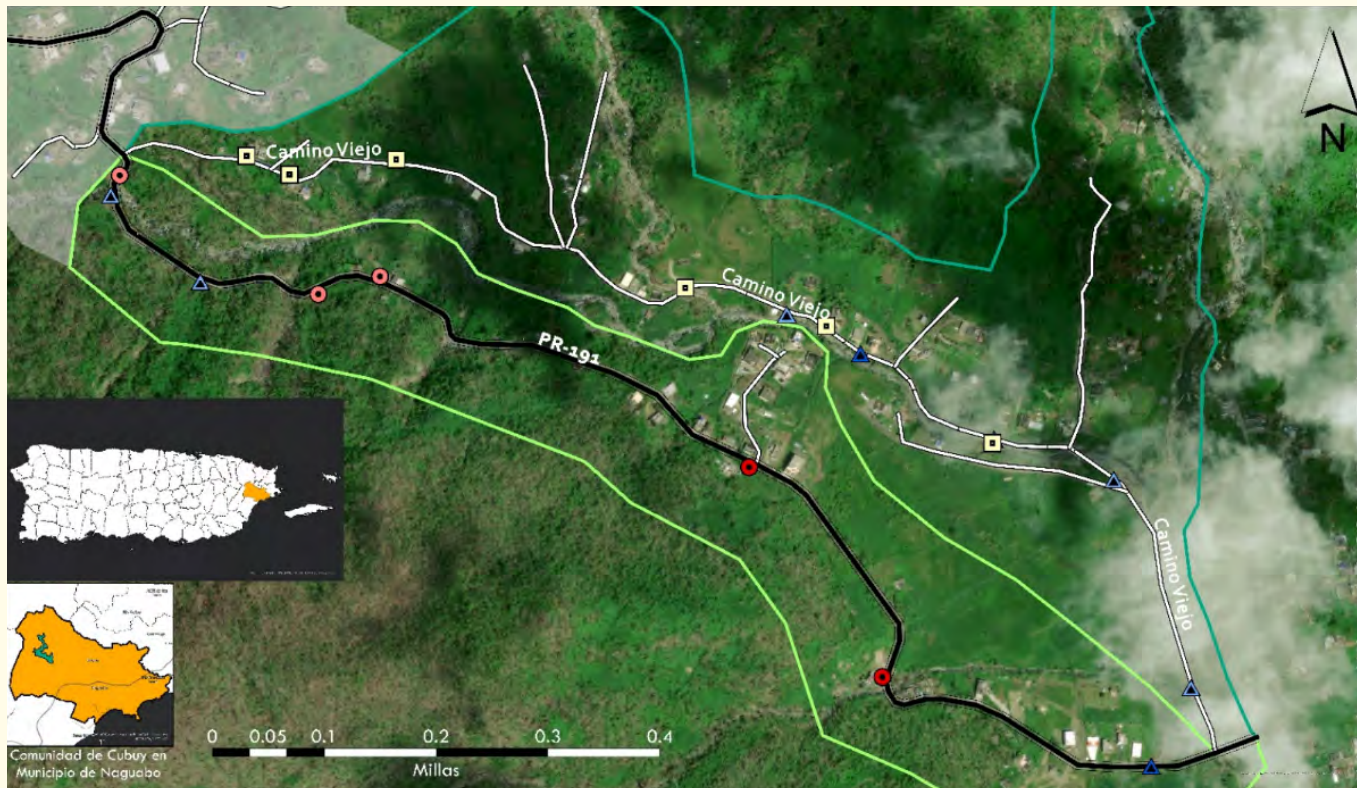 Camino Viejo
N
Camino Viejo
PR-191
Camino Viejo
0 0.05 0.1 0.2 0.3 0.4
Millas
Comunidad de Cubuy en
Municipio de Naguabo